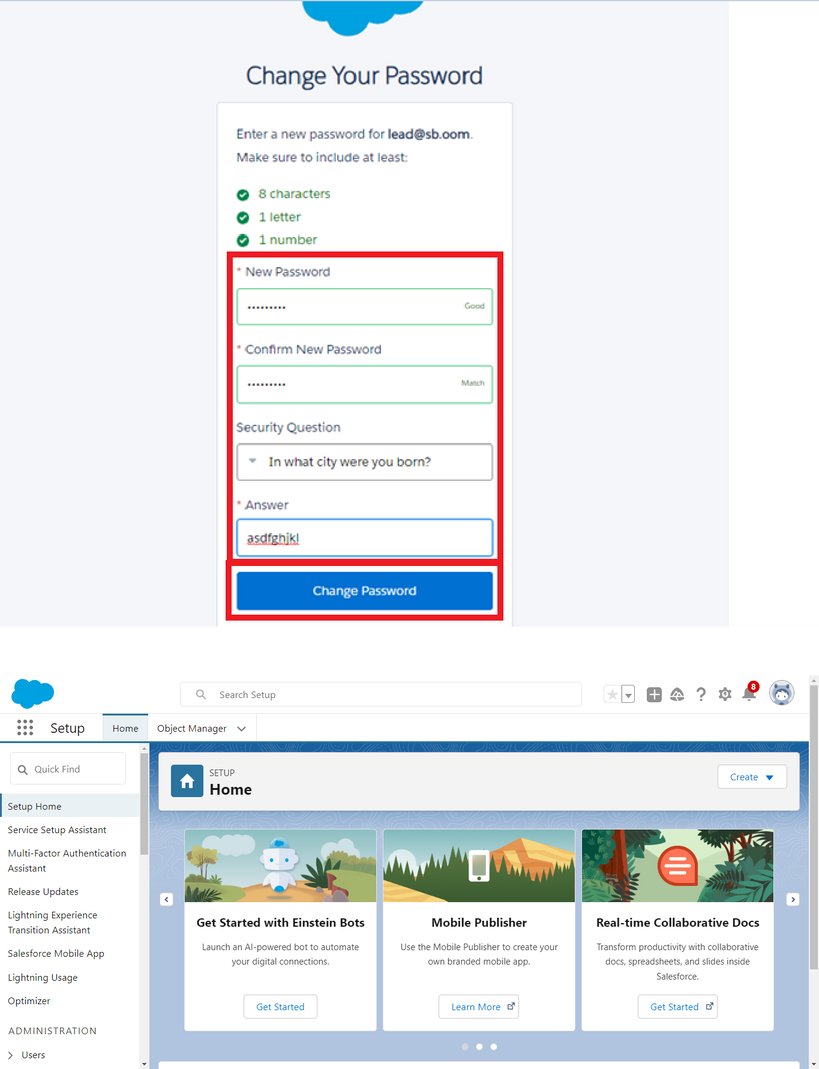 Change Your Password
Enter a new password for lead@sb.oom.
Make sure to include at least:
8 characters
1 letter
1 number
* New Password
••••••••• Good
* Confirm New Password
••••••••• Match
Security Question
In what city were you born?
* Answer
asdfghjkl
Change Password
Search Setup
8
Setup
Home
Object Manager
Quick Find
Setup Home
Service Setup Assistant
Multi-Factor Authentication
Assistant
Release Updates
Lightning Experience
Transition Assistant
Salesforce Mobile App
Lightning Usage
Optimizer
ADMINISTRATION
Users
SETUP
Home
Create
Get Started with Einstein Bots
Launch an AI-powered bot to automate
your digital connections.
Get Started
Mobile Publisher
Use the Mobile Publisher to create your
own branded mobile app.
Learn More
Real-time Collaborative Docs
Transform productivity with collaborative
docs, spreadsheets, and slides inside
Salesforce.
Get Started